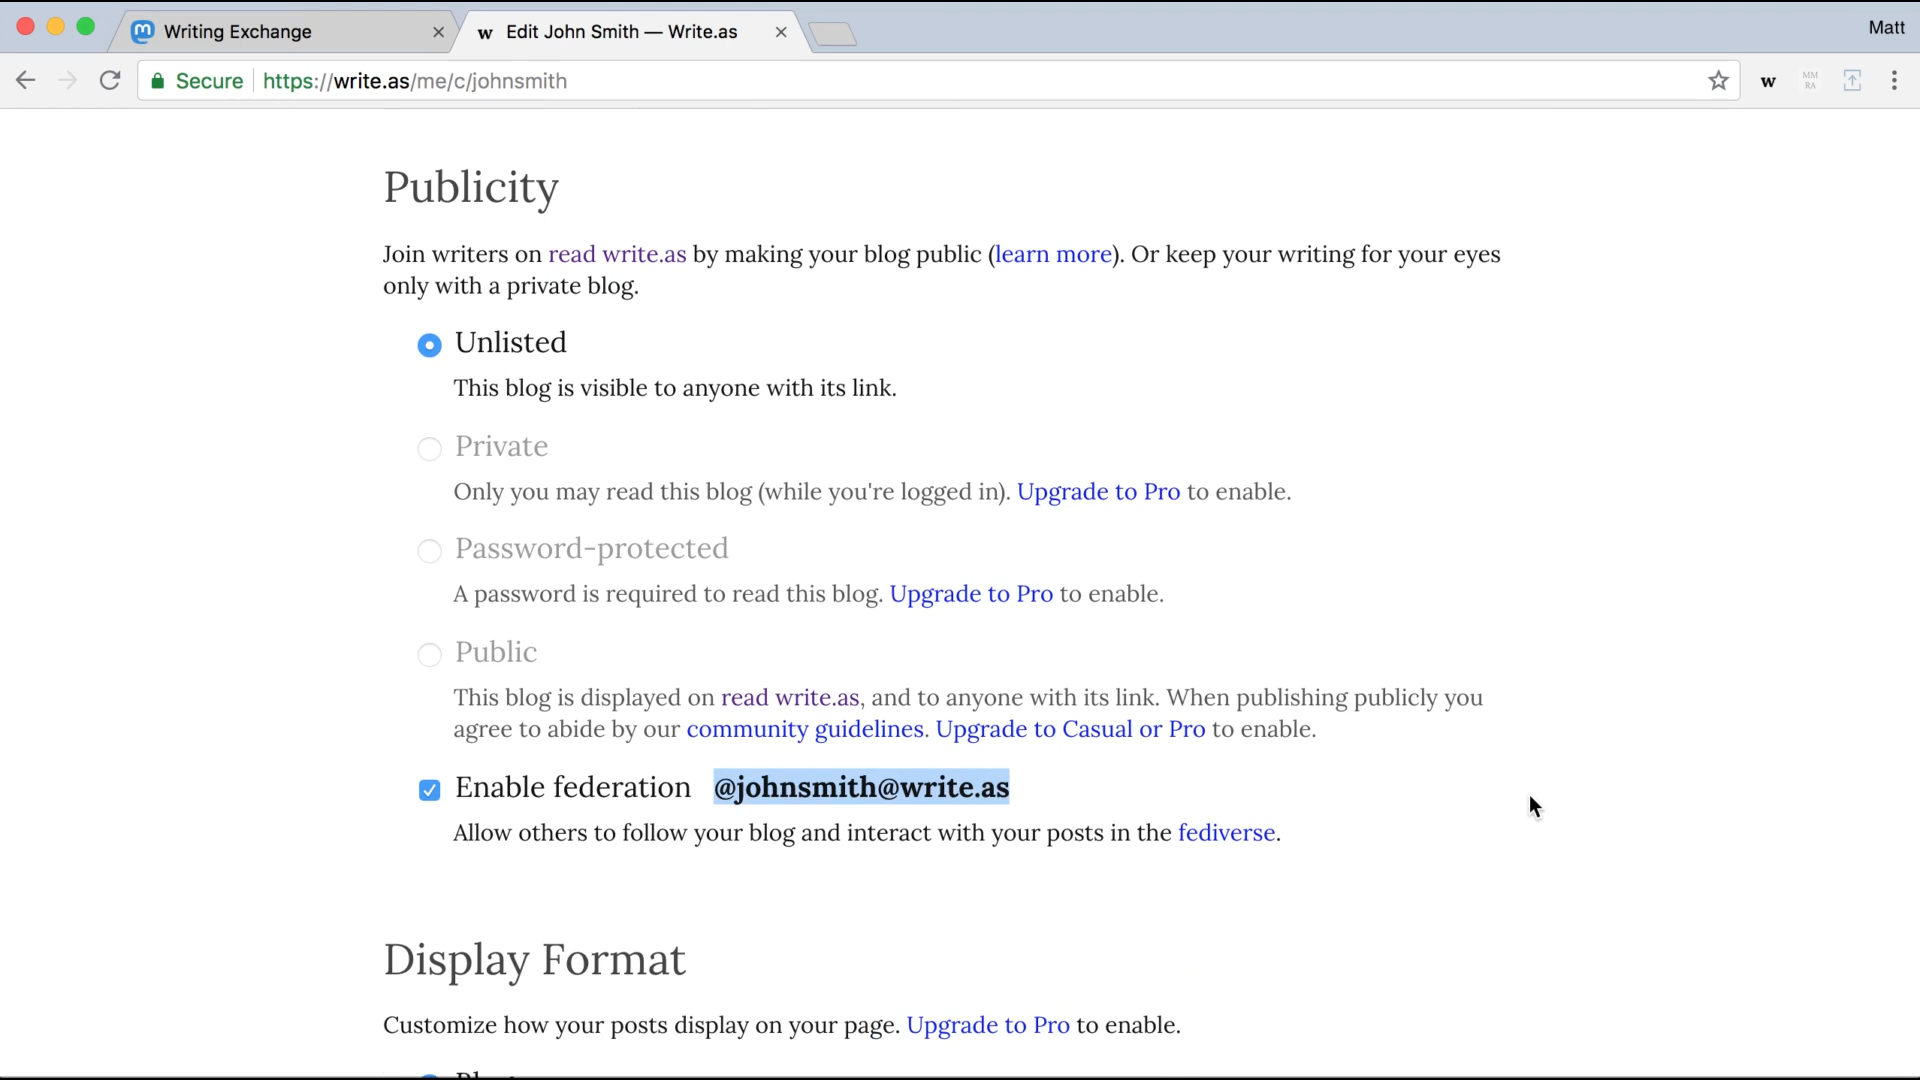 Writing Exchange
Edit John Smith — Write.as
Matt
Secure
https://write.as/me/c/johnsmith
w
MM
RA
Publicity
Join writers on read write.as by making your blog public (learn more). Or keep your writing for your eyes
only with a private blog.
Unlisted
This blog is visible to anyone with its link.
Private
Only you may read this blog (while you're logged in). Upgrade to Pro to enable.
Password-protected
A password is required to read this blog. Upgrade to Pro to enable.
Public
This blog is displayed on read write.as, and to anyone with its link. When publishing publicly you
agree to abide by our community guidelines. Upgrade to Casual or Pro to enable.
Enable federation @johnsmith@write.as
Allow others to follow your blog and interact with your posts in the fediverse.
Display Format
Customize how your posts display on your page. Upgrade to Pro to enable.